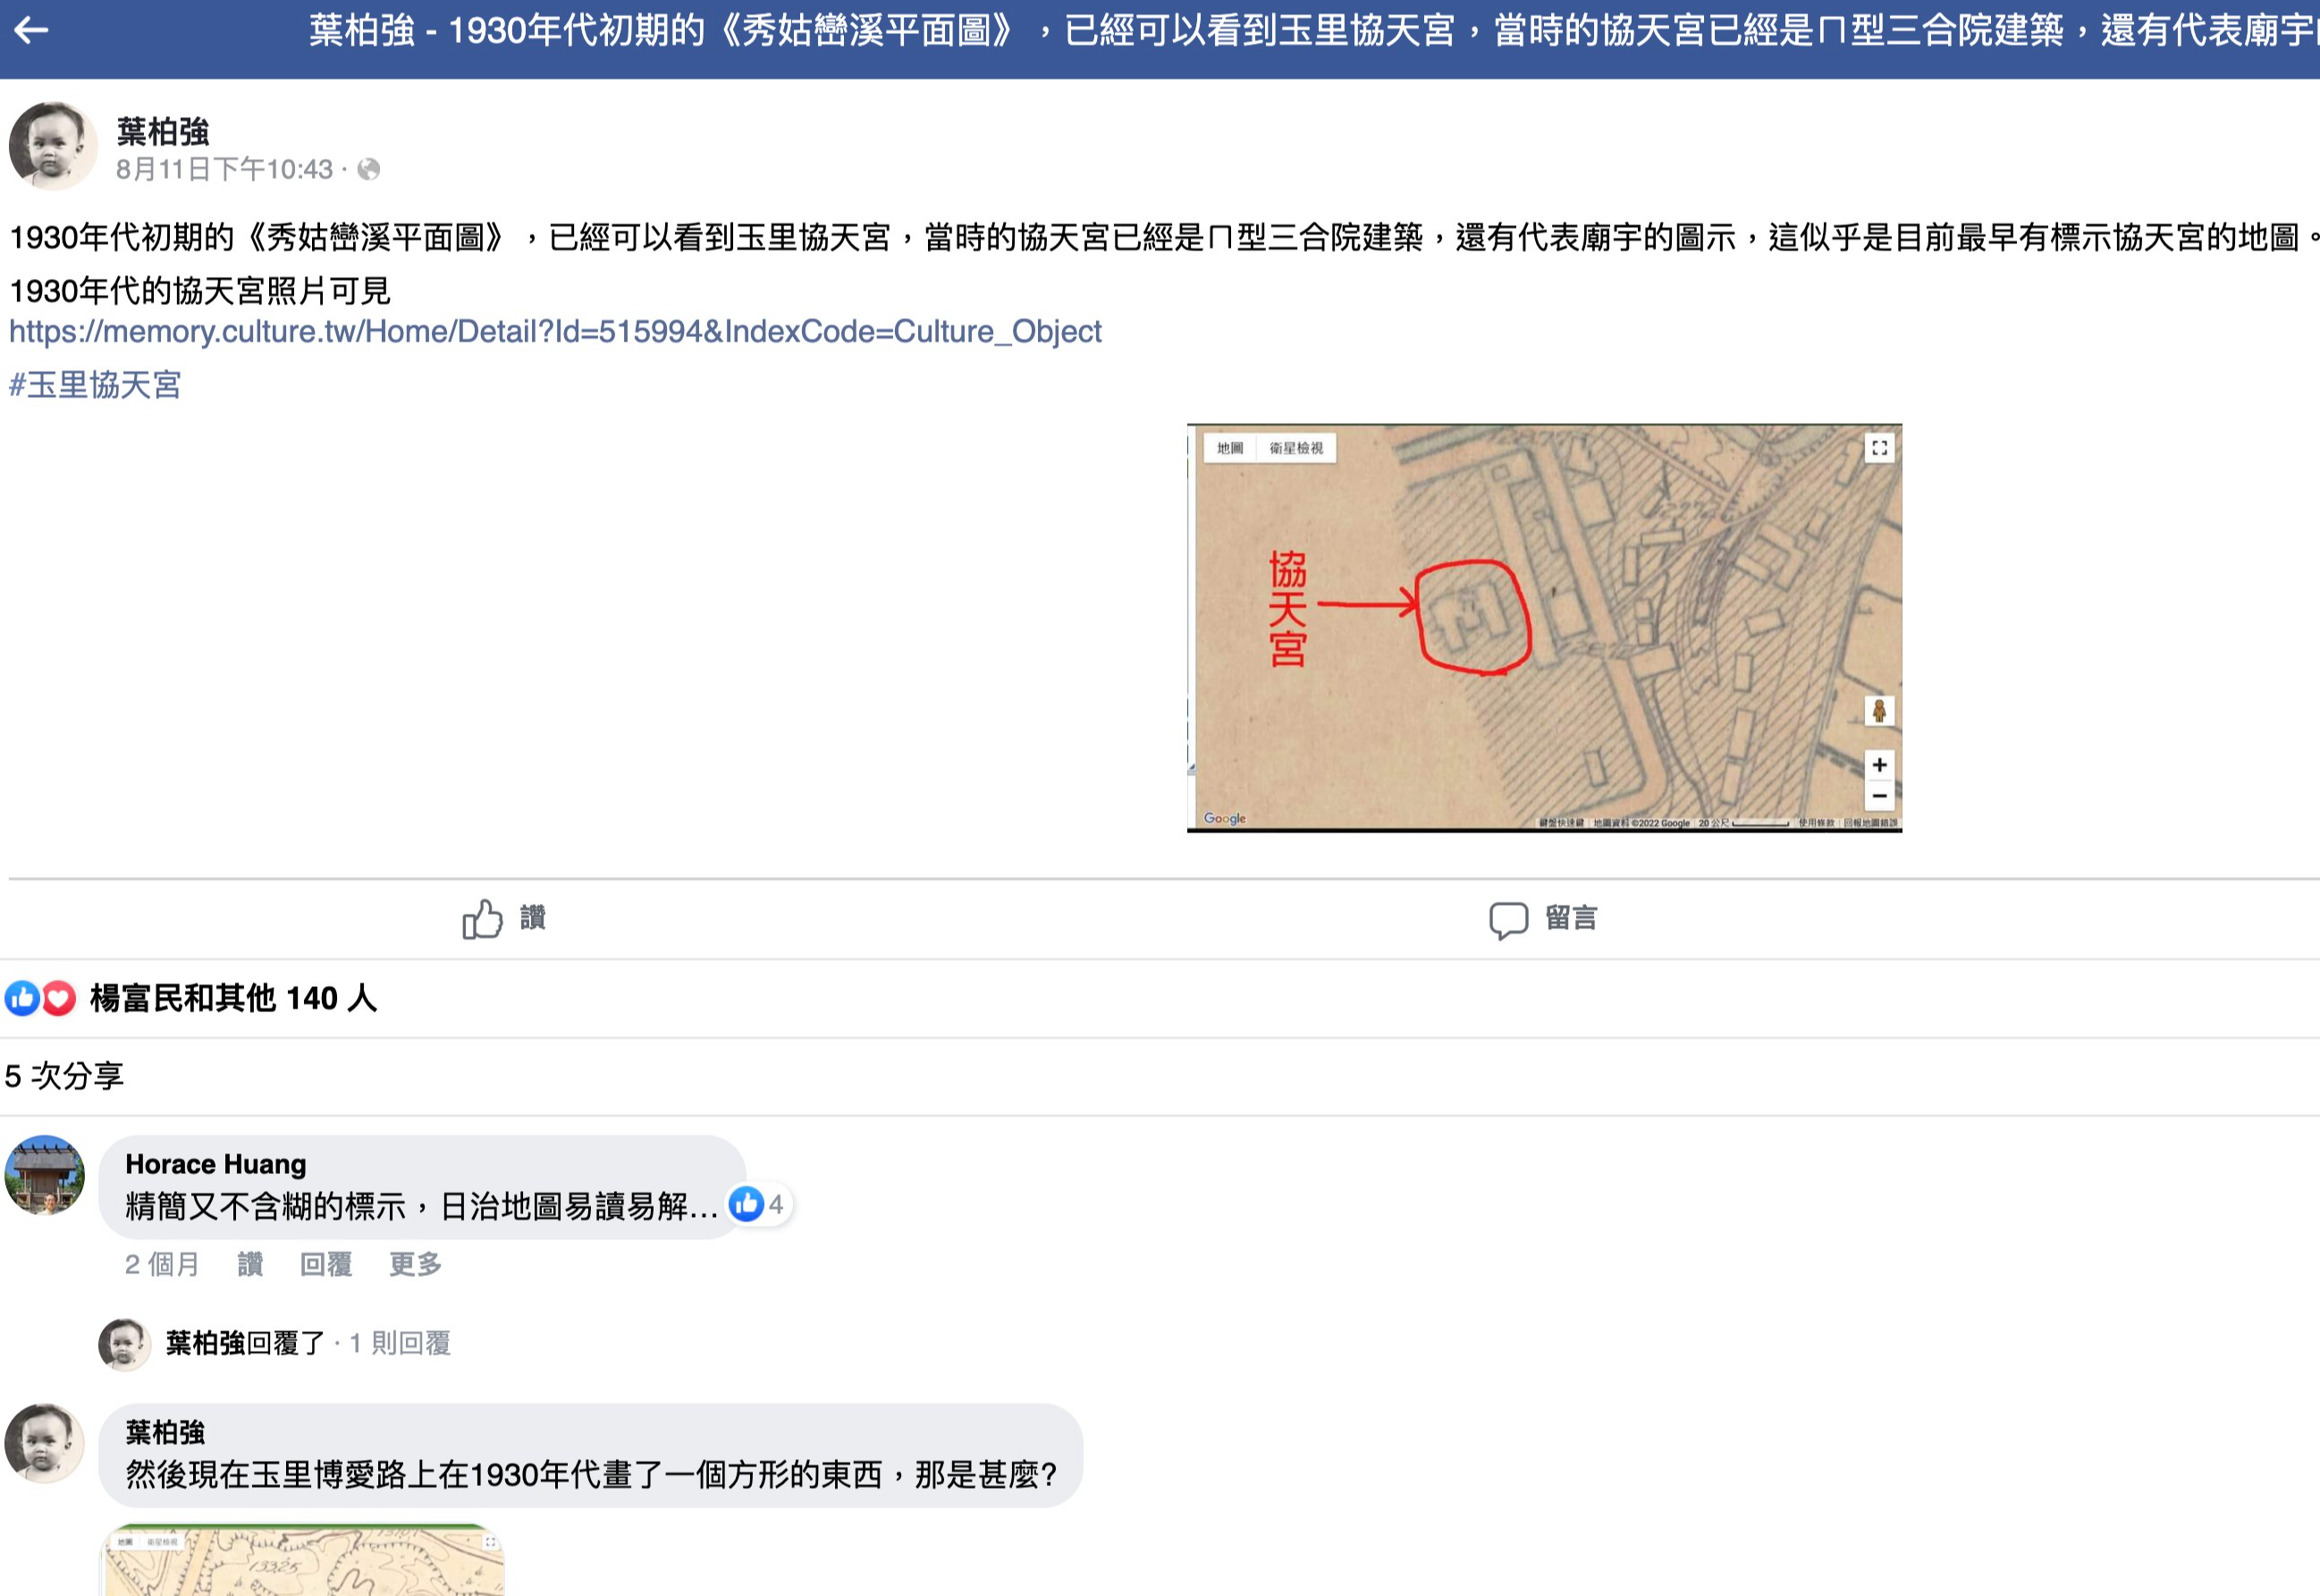 葉柏強 - 1930年代初期的《秀姑巒溪平面圖》，已經可以看到玉里協天宮，當時的協天宮已經是ㄇ型三合院建築，還有代表廟宇
葉柏強
8月11日下午10:43 ·
1930年代初期的《秀姑巒溪平面圖》，已經可以看到玉里協天宮，當時的協天宮已經是ㄇ型三合院建築，還有代表廟宇的圖示，這似乎是目前最早有標示協天宮的地圖。
1930年代的協天宮照片可見
https://memory.culture.tw/Home/Detail?Id=515994&IndexCode=Culture_Object
#玉里協天宮
地圖 衛星檢視
協天宮
+
−
Google
鍵盤快速鍵 地圖資料 ©2022 Google 20 公尺 使用條款 回報地圖錯誤
讚 留言
楊富民和其他 140 人
5 次分享
Horace Huang
精簡又不含糊的標示，日治地圖易讀易解...
4
2 個月 讚 回覆 更多
葉柏強回覆了 · 1 則回覆
葉柏強
然後現在玉里博愛路上在1930年代畫了一個方形的東西，那是甚麼?
地圖 衛星檢視